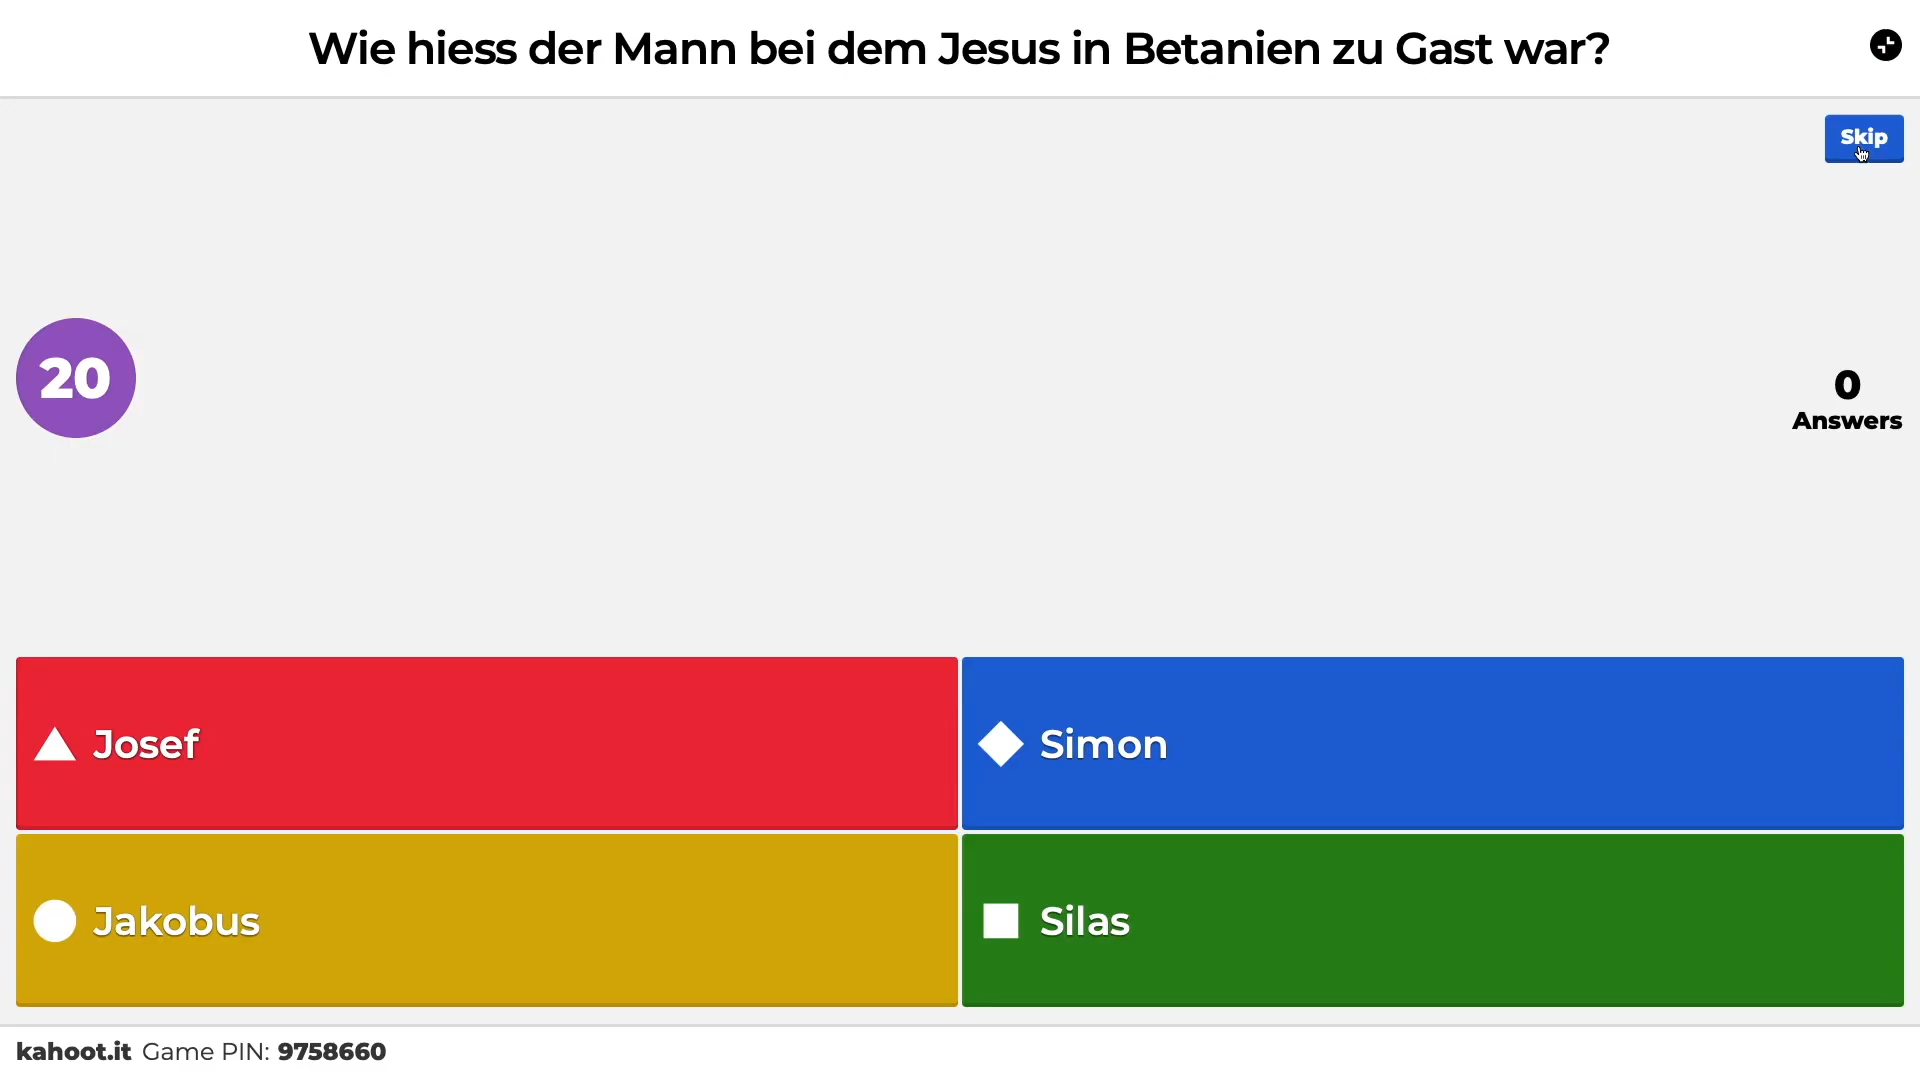 Wie hiess der Mann bei dem Jesus in Betanien zu Gast war?
Skip
20
0
Answers
Josef
Simon
Jakobus
Silas
kahoot.it Game PIN: 9758660